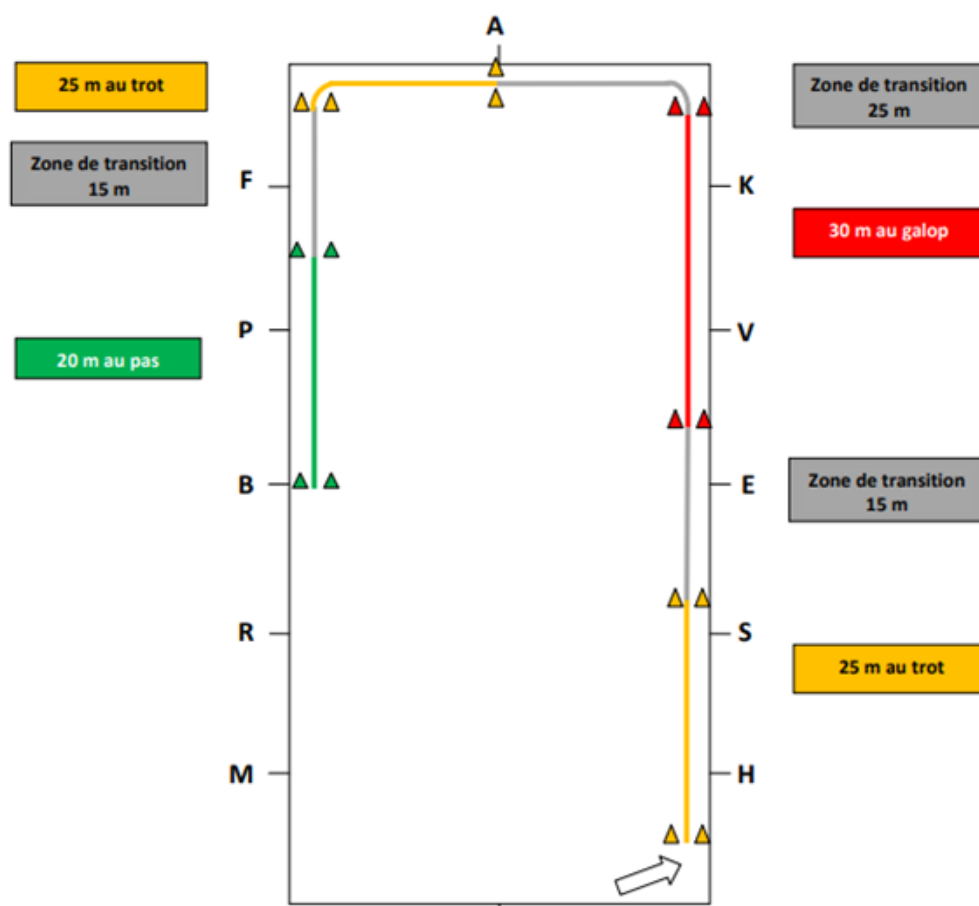 A
25 m au trot
Zone de transition
25 m
Zone de transition
15 m
F
K
30 m au galop
P
V
20 m au pas
B
E
Zone de transition
15 m
R
S
25 m au trot
M
H